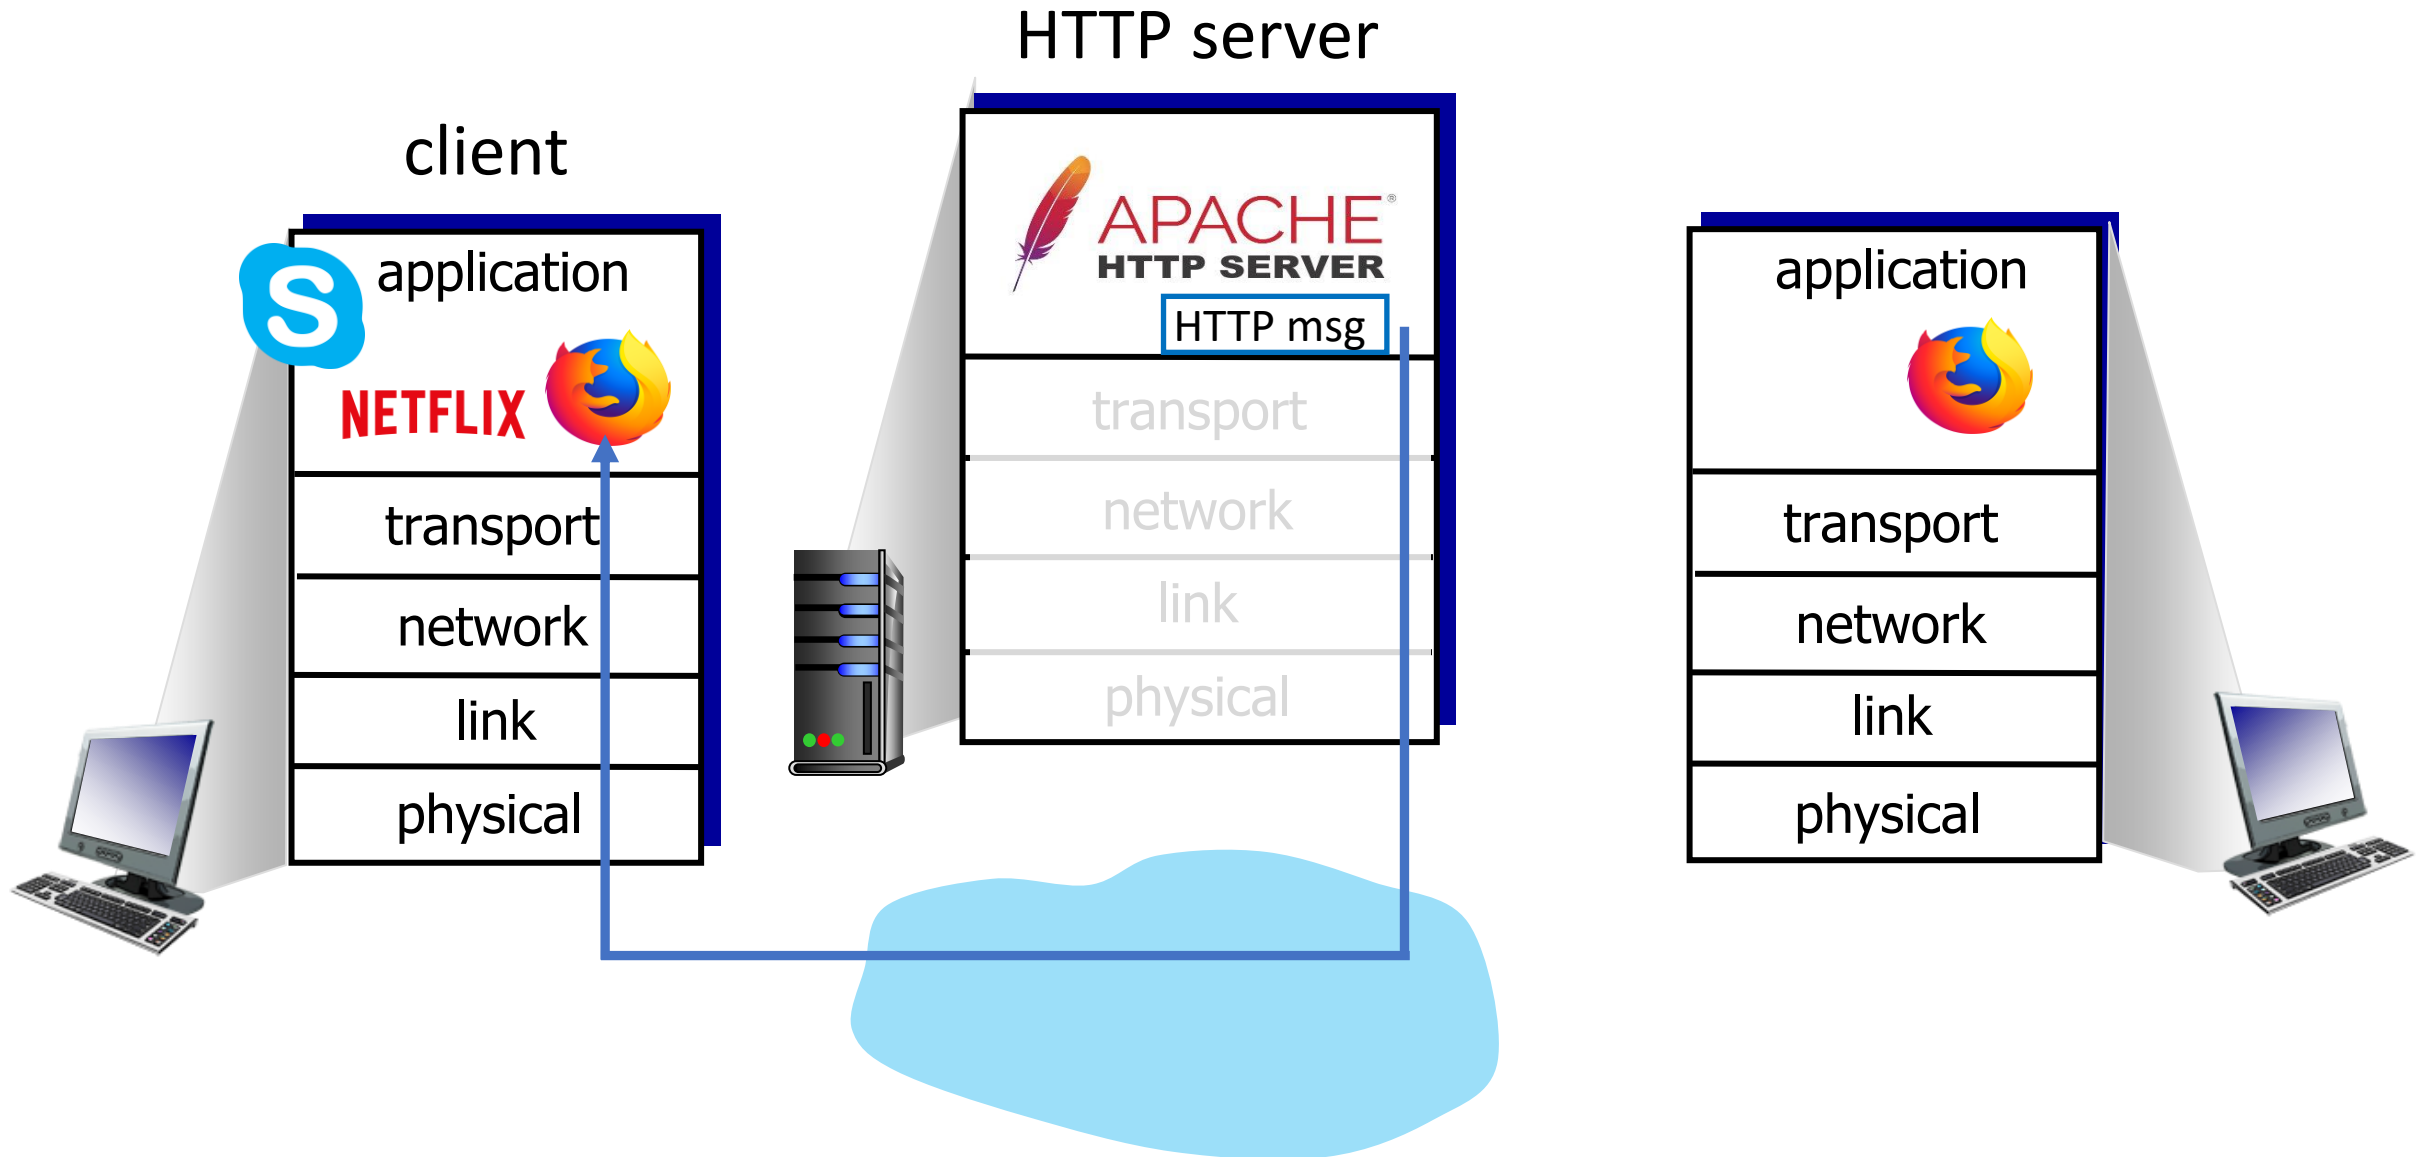 HTTP server
client
application
S
NETFLIX
transport
network
link
physical
APACHE®
HTTP SERVER
HTTP msg
transport
network
link
physical
application
transport
network
link
physical